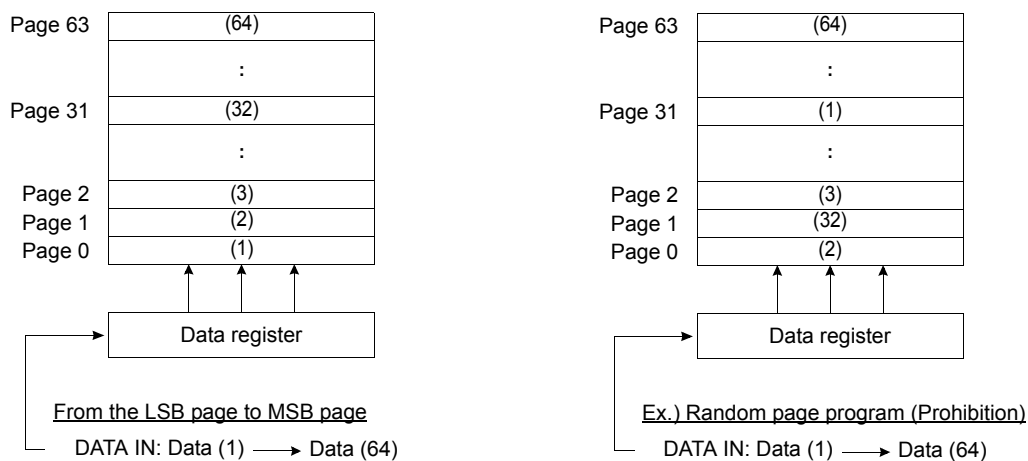 Page 63 (64)
:
Page 31 (32)
:
Page 2 (3)
Page 1 (2)
Page 0 (1)
Data register
From the LSB page to MSB page
DATA IN: Data (1) Data (64)
Page 63 (64)
:
Page 31 (1)
:
Page 2 (3)
Page 1 (32)
Page 0 (2)
Data register
Ex.) Random page program (Prohibition)
DATA IN: Data (1) Data (64)